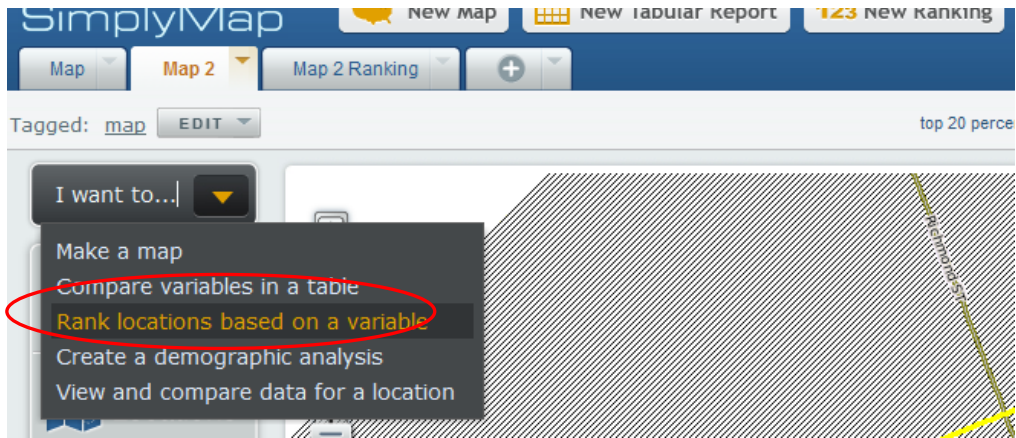 SimplyMap
New Map
New Tabular Report
123 New Ranking
Map
Map 2
Map 2 Ranking
Tagged: map EDIT
top 20 perce
I want to...
Make a map
Compare variables in a table
Rank locations based on a variable
Create a demographic analysis
View and compare data for a location
Richmond ST